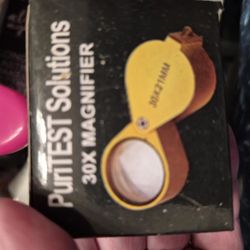 PuriTEST Solutions
30X MAGNIFIER
30X21MM